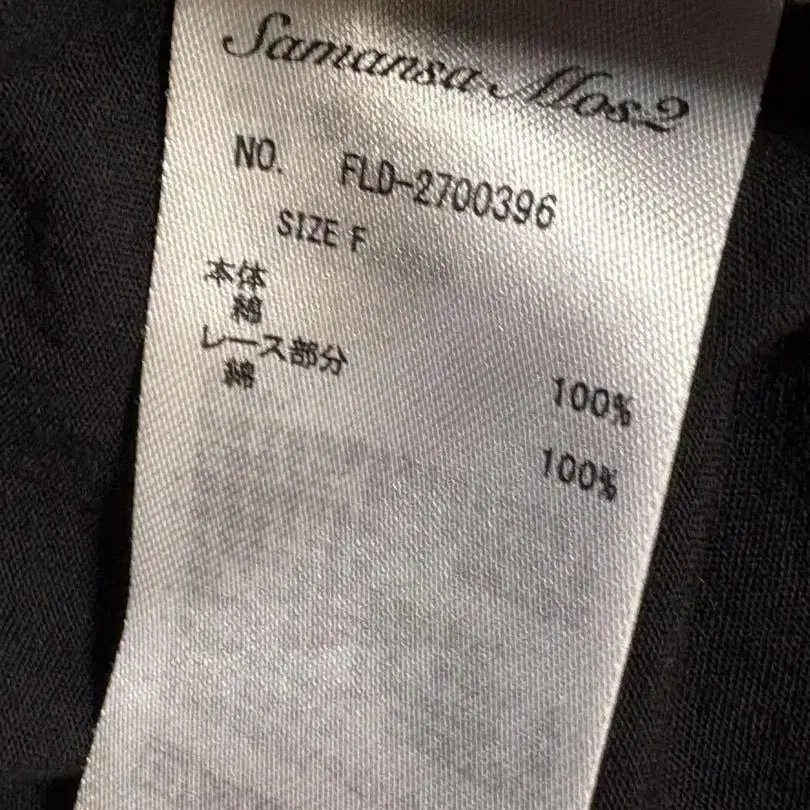 Samansa Mos2
NO. FLD-2700396
SIZE F
本体
綿 100%
レース部分
綿 100%